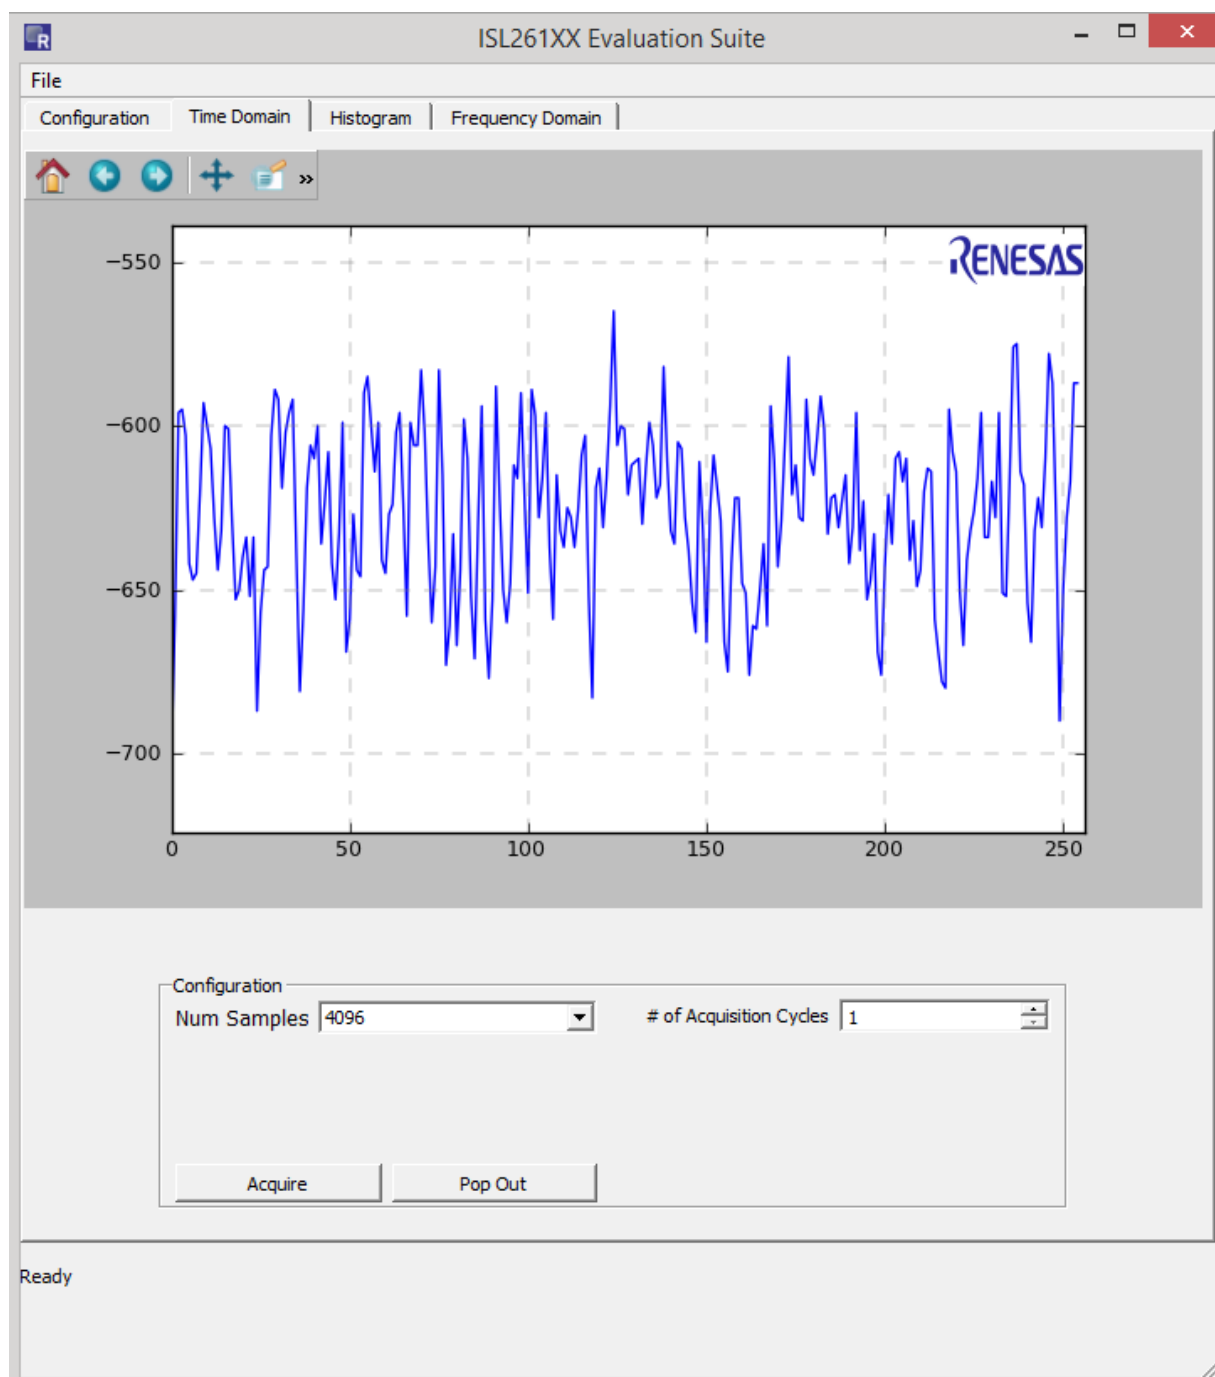 R
ISL261XX Evaluation Suite
File
Configuration Time Domain Histogram Frequency Domain
»
RENESAS
−550
−600
−650
−700
0 50 100 150 200 250
Configuration
Num Samples 4096 # of Acquisition Cycles 1
Acquire Pop Out
Ready